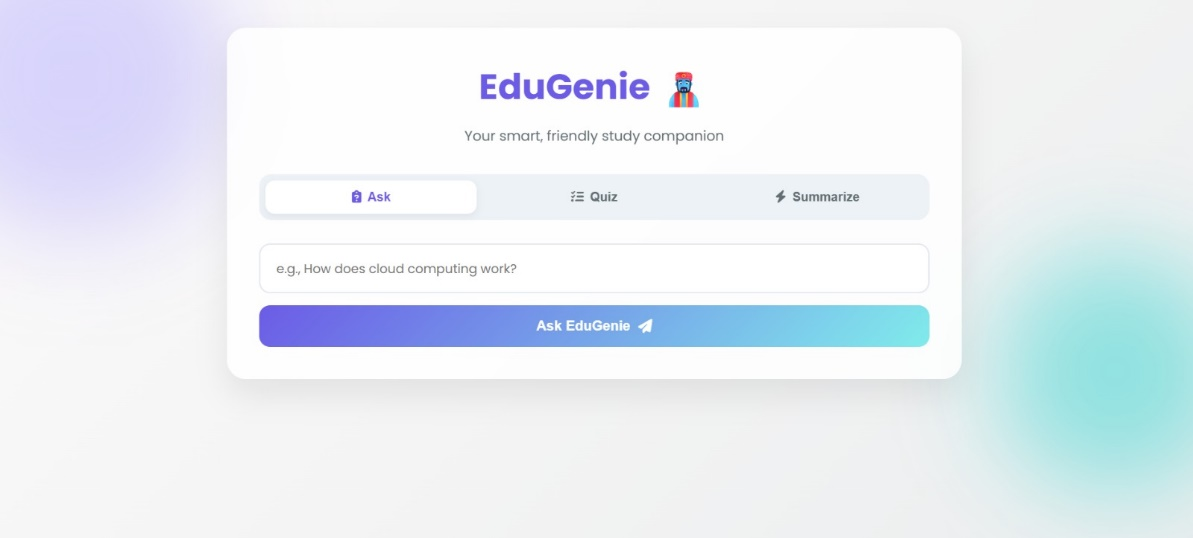 EduGenie
Your smart, friendly study companion
Ask
Quiz
Summarize
e.g., How does cloud computing work?
Ask EduGenie